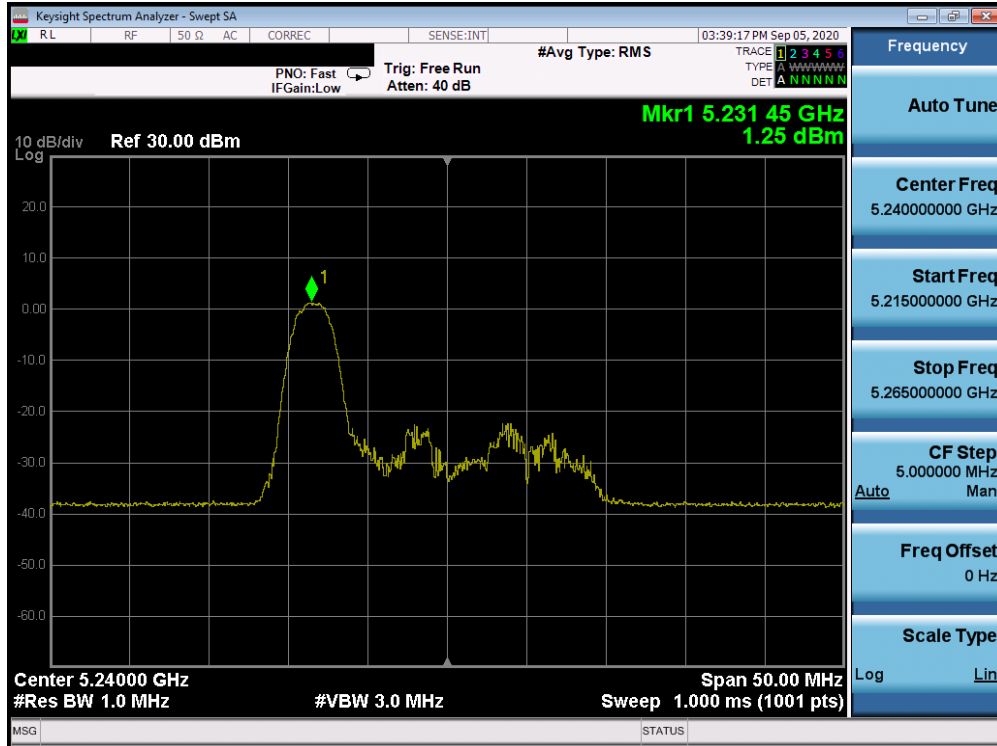 Keysight Spectrum Analyzer - Swept SA
LXI RL RF 50 Ω AC CORREC SENSE:INT 03:39:17 PM Sep 05, 2020
#Avg Type: RMS
TRACE 1 2 3 4 5 6
TYPE A WWWWWW
DET A N N N N N
PNO: Fast
IFGain:Low
Trig: Free Run
Atten: 40 dB
Mkr1 5.231 45 GHz
1.25 dBm
10 dB/div
Log
Ref 30.00 dBm
20.0
10.0
0.00
-10.0
-20.0
-30.0
-40.0
-50.0
-60.0
1
Center 5.24000 GHz
Span 50.00 MHz
#Res BW 1.0 MHz
#VBW 3.0 MHz
Sweep 1.000 ms (1001 pts)
MSG
STATUS
Frequency
Auto Tune
Center Freq
5.240000000 GHz
Start Freq
5.215000000 GHz
Stop Freq
5.265000000 GHz
CF Step
5.000000 MHz
Auto Man
Freq Offset
0 Hz
Scale Type
Log Lin